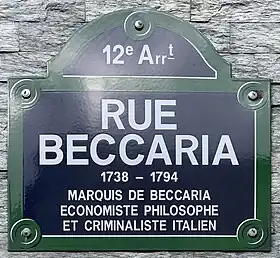 12e Arrt
RUE
BECCARIA
1738 - 1794
MARQUIS DE BECCARIA
ECONOMISTE PHILOSOPHE
ET CRIMINALISTE ITALIEN